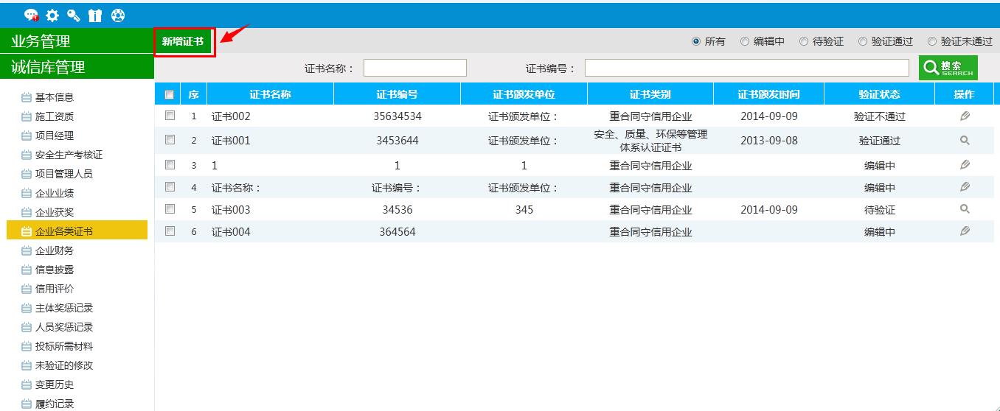 业务管理
诚信库管理
基本信息
施工资质
项目经理
安全生产考核证
项目管理人员
企业业绩
企业获奖
企业各类证书
企业财务
信息披露
信用评价
主体奖惩记录
人员奖惩记录
投标所需材料
未验证的修改
变更历史
履约记录
新增证书 所有 编辑中 待验证 验证通过 验证未通过
证书名称： 证书编号： 搜索 SEARCH
序 证书名称 证书编号 证书颁发单位 证书类别 证书颁发时间 验证状态 操作
1 证书002 35634534 证书颁发单位： 重合同守信用企业 2014-09-09 验证不通过
2 证书001 3453644 证书颁发单位： 安全、质量、环保等管理体系认证证书 2013-09-08 验证通过
3 1 1 1 重合同守信用企业 编辑中
4 证书名称： 证书编号： 证书颁发单位： 重合同守信用企业 编辑中
5 证书003 34536 345 重合同守信用企业 2014-09-09 待验证
6 证书004 364564 重合同守信用企业 编辑中